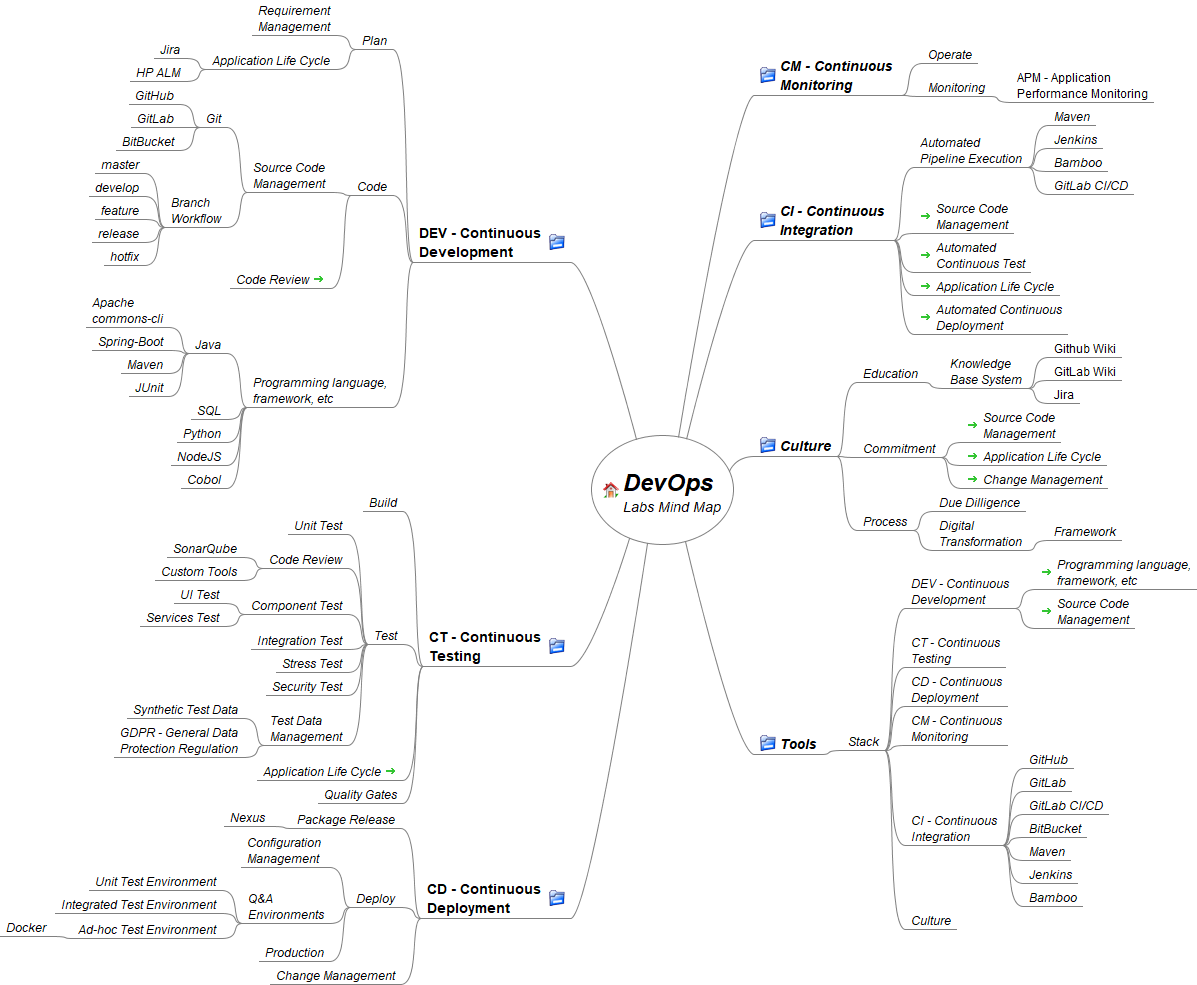 DevOps
Labs Mind Map
DEV - Continuous
Development
Plan
Requirement
Management
Application Life Cycle
Jira
HP ALM
Code
Source Code
Management
Git
GitHub
GitLab
BitBucket
Branch
Workflow
master
develop
feature
release
hotfix
Code Review
Programming language,
framework, etc
Java
Apache
commons-cli
Spring-Boot
Maven
JUnit
SQL
Python
NodeJS
Cobol
CT - Continuous
Testing
Build
Test
Unit Test
Code Review
SonarQube
Custom Tools
Component Test
UI Test
Services Test
Integration Test
Stress Test
Security Test
Test Data
Management
Synthetic Test Data
GDPR - General Data
Protection Regulation
Application Life Cycle
Quality Gates
CD - Continuous
Deployment
Package Release
Nexus
Deploy
Configuration
Management
Q&A
Environments
Unit Test Environment
Integrated Test Environment
Ad-hoc Test Environment
Docker
Production
Change Management
CM - Continuous
Monitoring
Operate
Monitoring
APM - Application
Performance Monitoring
CI - Continuous
Integration
Automated
Pipeline Execution
Maven
Jenkins
Bamboo
GitLab CI/CD
Source Code
Management
Automated
Continuous Test
Application Life Cycle
Automated Continuous
Deployment
Culture
Education
Knowledge
Base System
Github Wiki
GitLab Wiki
Jira
Commitment
Source Code
Management
Application Life Cycle
Change Management
Process
Due Dilligence
Digital
Transformation
Framework
Tools
Stack
DEV - Continuous
Development
Programming language,
framework, etc
Source Code
Management
CT - Continuous
Testing
CD - Continuous
Deployment
CM - Continuous
Monitoring
CI - Continuous
Integration
GitHub
GitLab
GitLab CI/CD
BitBucket
Maven
Jenkins
Bamboo
Culture